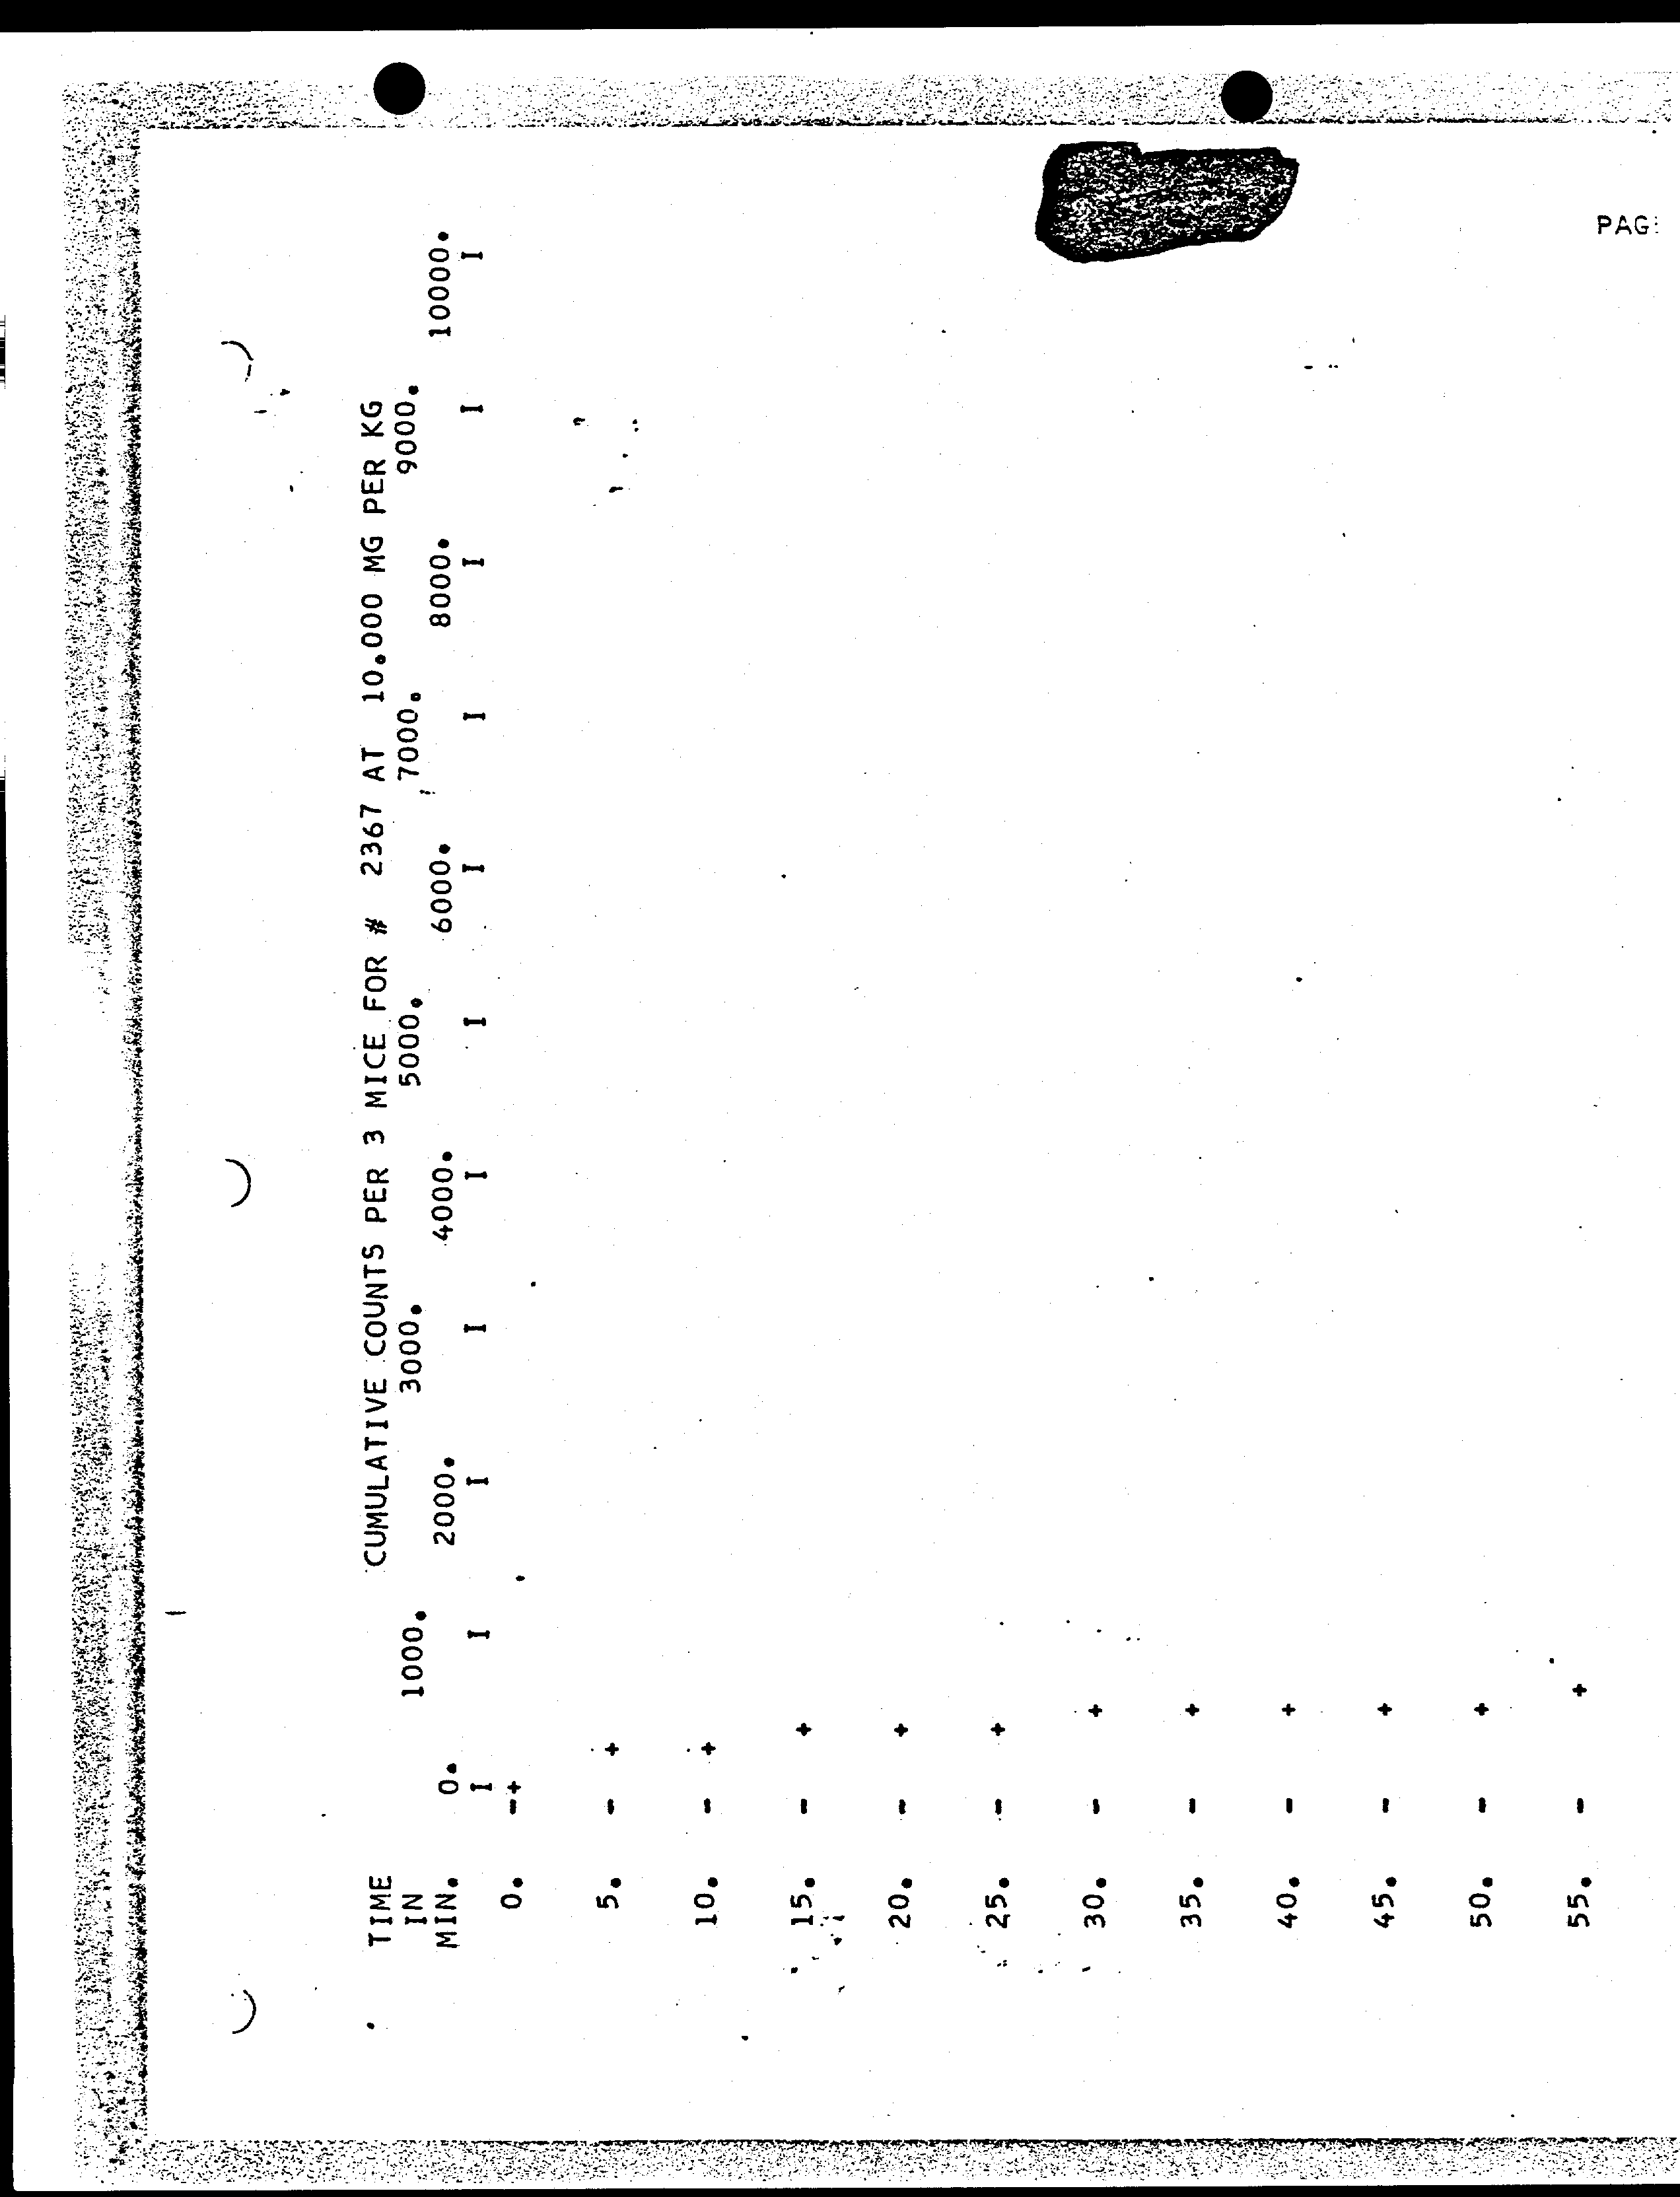 CUMULATIVE COUNTS PER 3 MICE FOR # 2367 AT 10.000 MG PER KG
TIME
IN 1000. 3000. 5000. 7000. 9000.
MIN. 0. 2000. 4000. 6000. 8000. 10000.
I I I I I I I I I I I
0. -+
5. - +
10. - +
15. - +
20. - +
25. - +
30. - +
35. - +
40. - +
45. - +
50. - +
55. - +